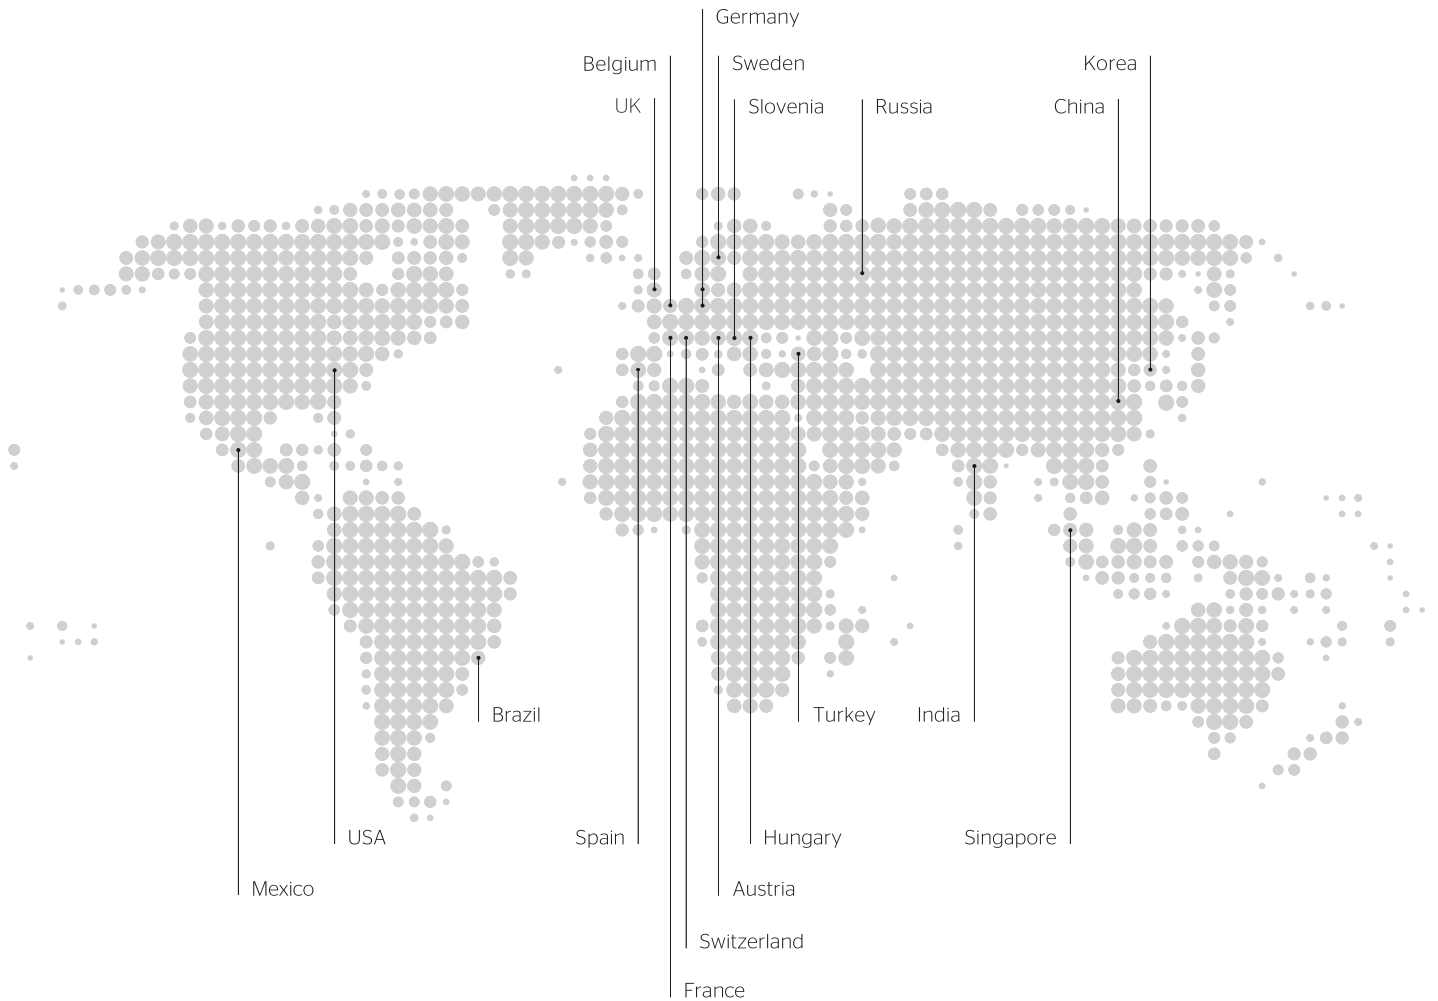 Germany
Belgium
Sweden
Korea
UK
Slovenia
Russia
China
Brazil
Turkey
India
USA
Spain
Hungary
Singapore
Mexico
Austria
Switzerland
France